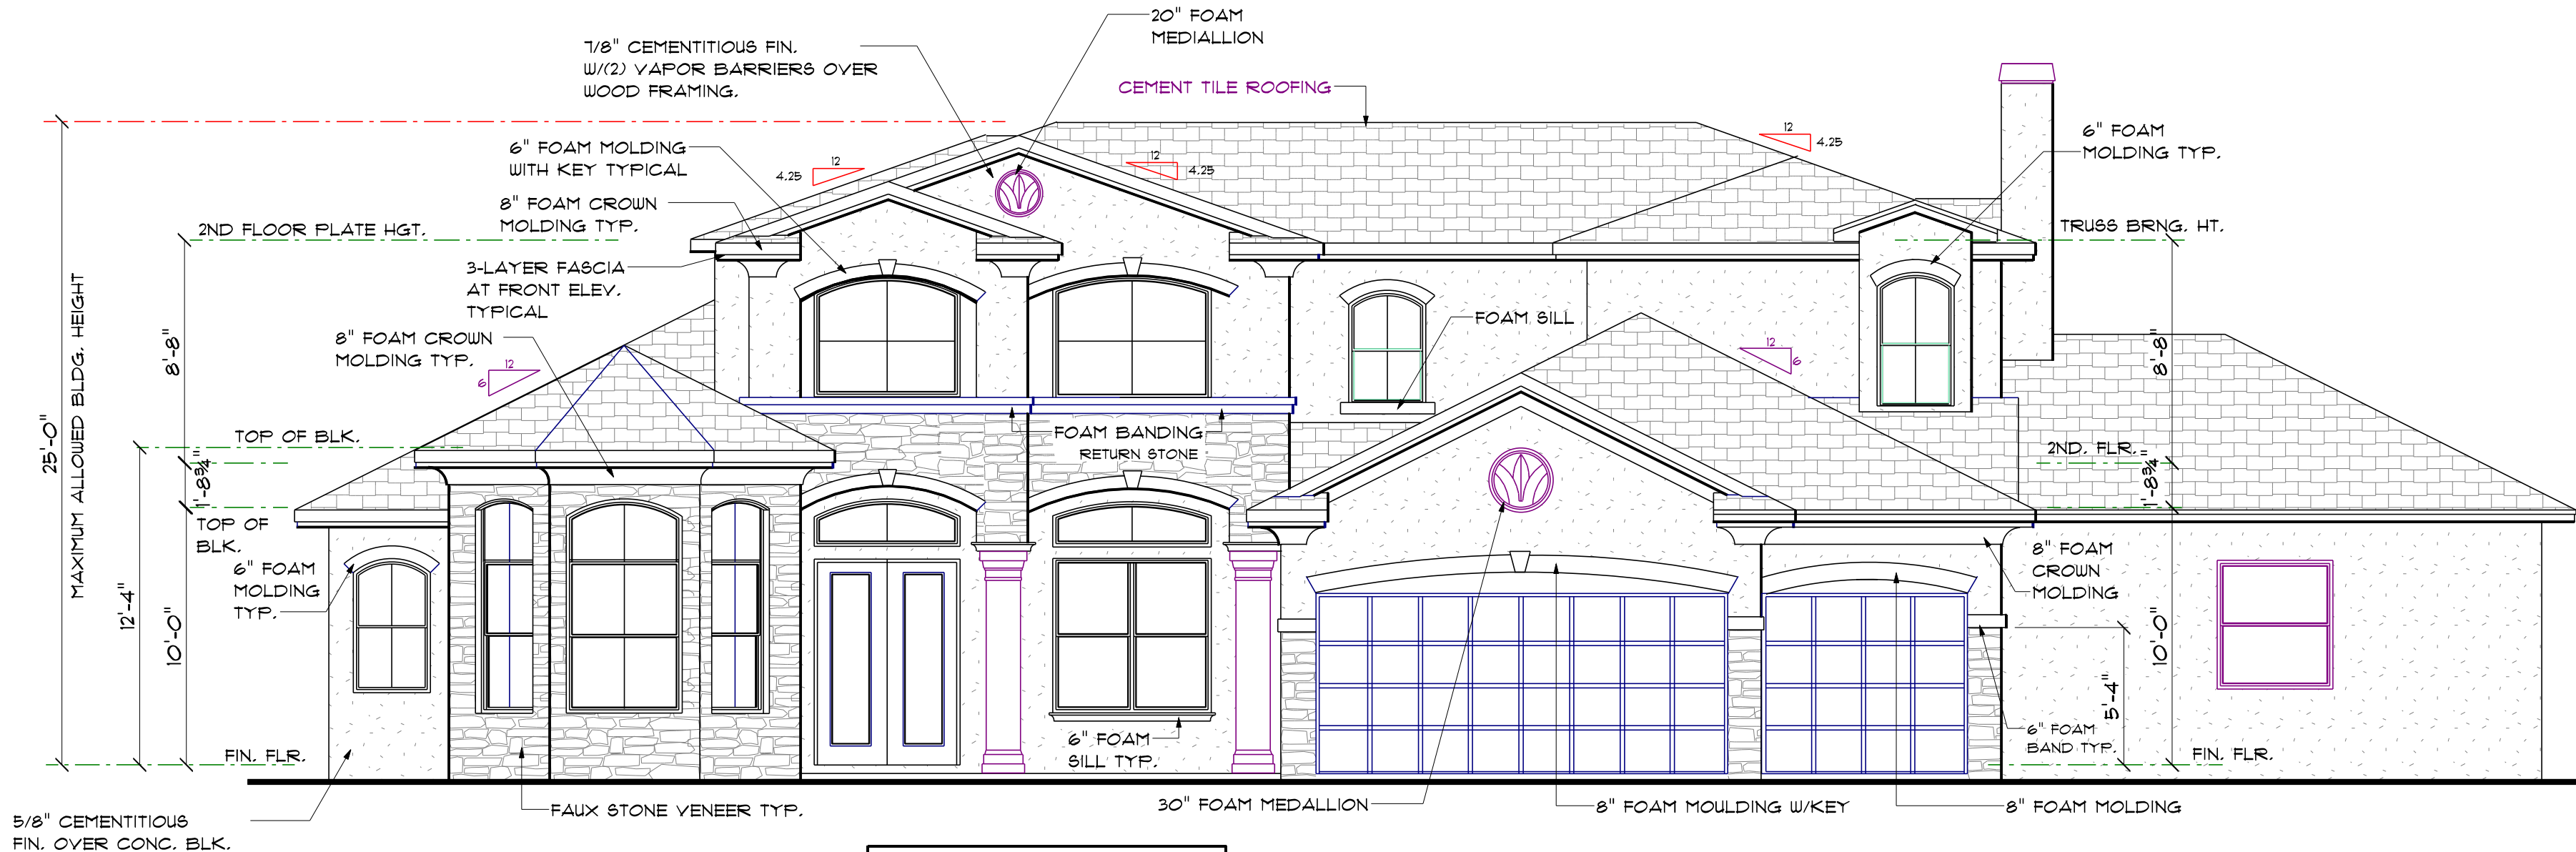 20" FOAM
MEDIALLION
7/8" CEMENTITIOUS FIN.
W/(2) VAPOR BARRIERS OVER
WOOD FRAMING.
CEMENT TILE ROOFING
6" FOAM MOLDING
WITH KEY TYPICAL
8" FOAM CROWN
MOLDING TYP.
3-LAYER FASCIA
AT FRONT ELEV.
TYPICAL
8" FOAM CROWN
MOLDING TYP.
12
4.25
12
4.25
12
4.25
6" FOAM
MOLDING TYP.
2ND FLOOR PLATE HGT.
TRUSS BRNG. HT.
25'-0"
MAXIMUM ALLOWED BLDG. HEIGHT
8'-8"
12
6
FOAM SILL
12
6
8'-8"
TOP OF BLK.
FOAM BANDING
RETURN STONE
2ND. FLR.
1'-8¾"
1'-8¾"
TOP OF
BLK.
12'-4"
10'-0"
6" FOAM
MOLDING
TYP.
8" FOAM
CROWN
MOLDING
10'-0"
5'-4"
FIN. FLR.
6" FOAM
SILL TYP.
6" FOAM
BAND TYP.
FIN. FLR.
5/8" CEMENTITIOUS
FIN. OVER CONC. BLK.
FAUX STONE VENEER TYP.
30" FOAM MEDALLION
8" FOAM MOULDING W/KEY
8" FOAM MOLDING